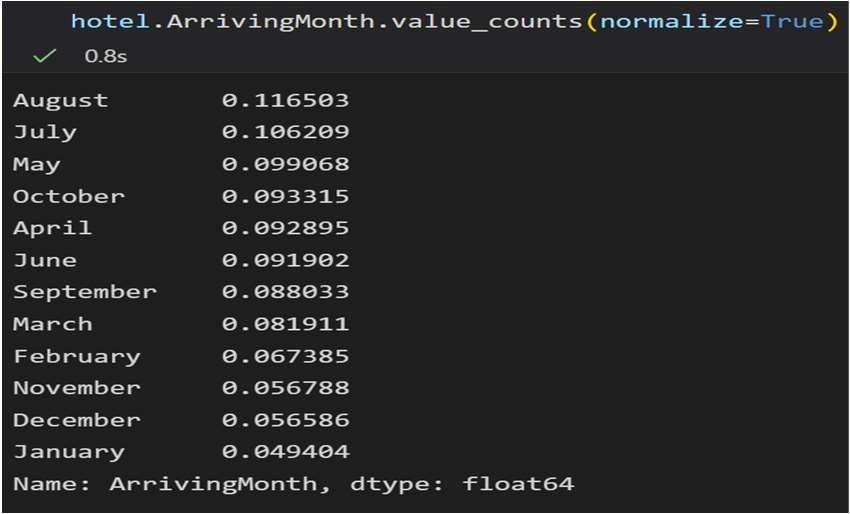 hotel.ArrivingMonth.value_counts(normalize=True)
0.8s
August 0.116503
July 0.106209
May 0.099068
October 0.093315
April 0.092895
June 0.091902
September 0.088033
March 0.081911
February 0.067385
November 0.056788
December 0.056586
January 0.049404
Name: ArrivingMonth, dtype: float64